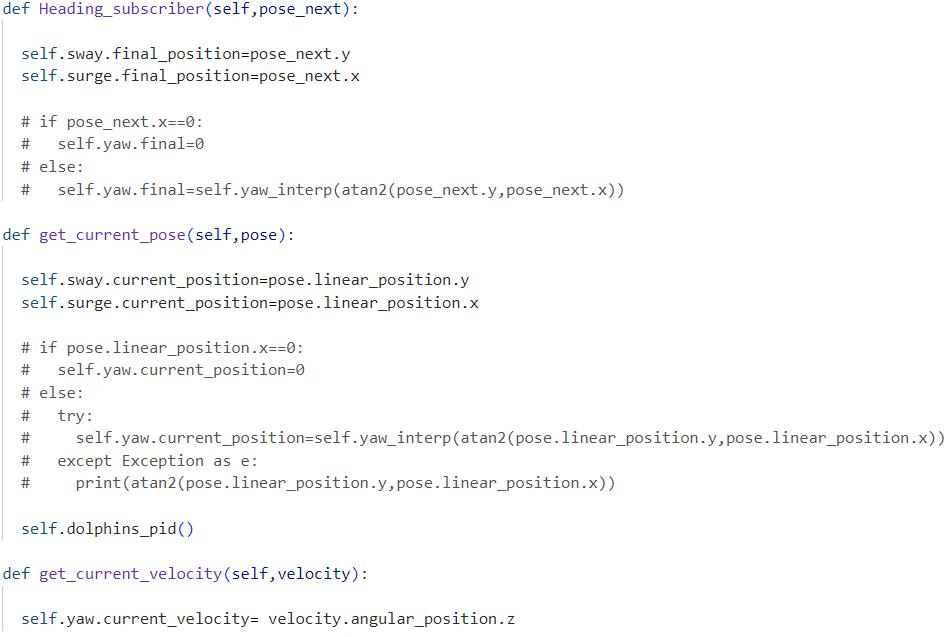 def Heading_subscriber(self,pose_next):
self.sway.final_position=pose_next.y
self.surge.final_position=pose_next.x
# if pose_next.x==0:
#   self.yaw.final=0
# else:
#   self.yaw.final=self.yaw_interp(atan2(pose_next.y,pose_next.x))
def get_current_pose(self,pose):
self.sway.current_position=pose.linear_position.y
self.surge.current_position=pose.linear_position.x
# if pose.linear_position.x==0:
#   self.yaw.current_position=0
# else:
#   try:
#     self.yaw.current_position=self.yaw_interp(atan2(pose.linear_position.y,pose.linear_position.x))
#   except Exception as e:
#     print(atan2(pose.linear_position.y,pose.linear_position.x))
self.dolphins_pid()
def get_current_velocity(self,velocity):
self.yaw.current_velocity= velocity.angular_position.z